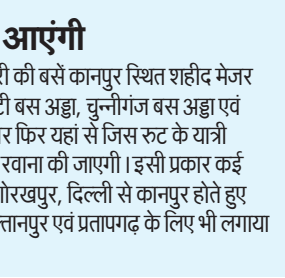 आएंगी
री की बसें कानपुर स्थित शहीद मेजर
टी बस अड्डा, चुन्नीगंज बस अड्डा एवं
र फिर यहां से जिस रुट के यात्री
रवाना की जाएगी। इसी प्रकार कई
गोरखपुर, दिल्ली से कानपुर होते हुए
त्तानपुर एवं प्रतापगढ़ के लिए भी लगाया